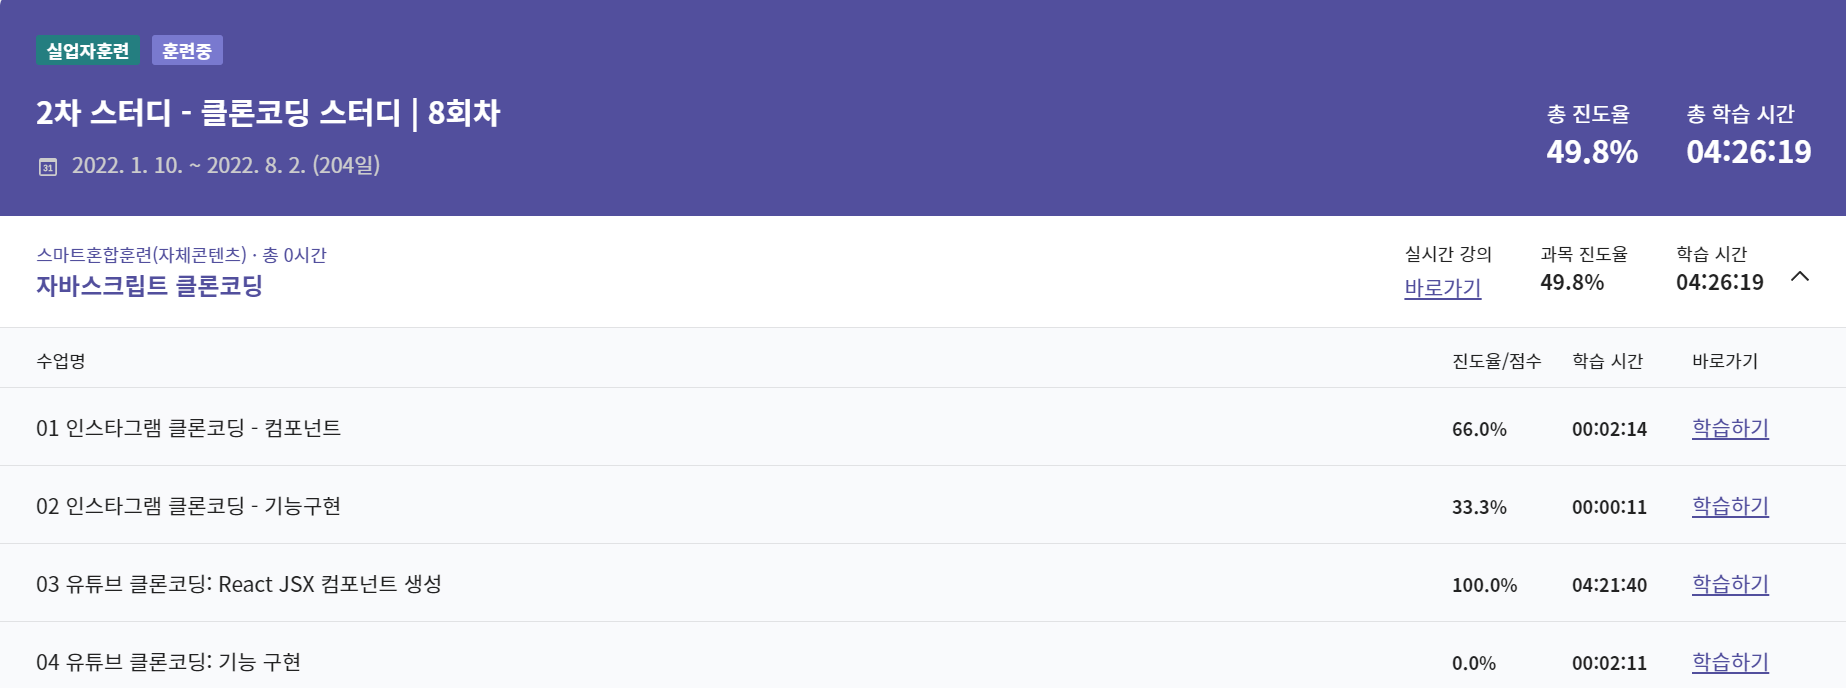 실업자훈련 훈련중
2차 스터디 - 클론코딩 스터디 | 8회차
31 2022. 1. 10. ~ 2022. 8. 2. (204일)
총 진도율 총 학습 시간
49.8% 04:26:19
스마트혼합훈련(자체콘텐츠) · 총 0시간
자바스크립트 클론코딩
실시간 강의 과목 진도율 학습 시간
바로가기 49.8% 04:26:19
수업명 진도율/점수 학습 시간 바로가기
01 인스타그램 클론코딩 - 컴포넌트 66.0% 00:02:14 학습하기
02 인스타그램 클론코딩 - 기능구현 33.3% 00:00:11 학습하기
03 유튜브 클론코딩: React JSX 컴포넌트 생성 100.0% 04:21:40 학습하기
04 유튜브 클론코딩: 기능 구현 0.0% 00:02:11 학습하기